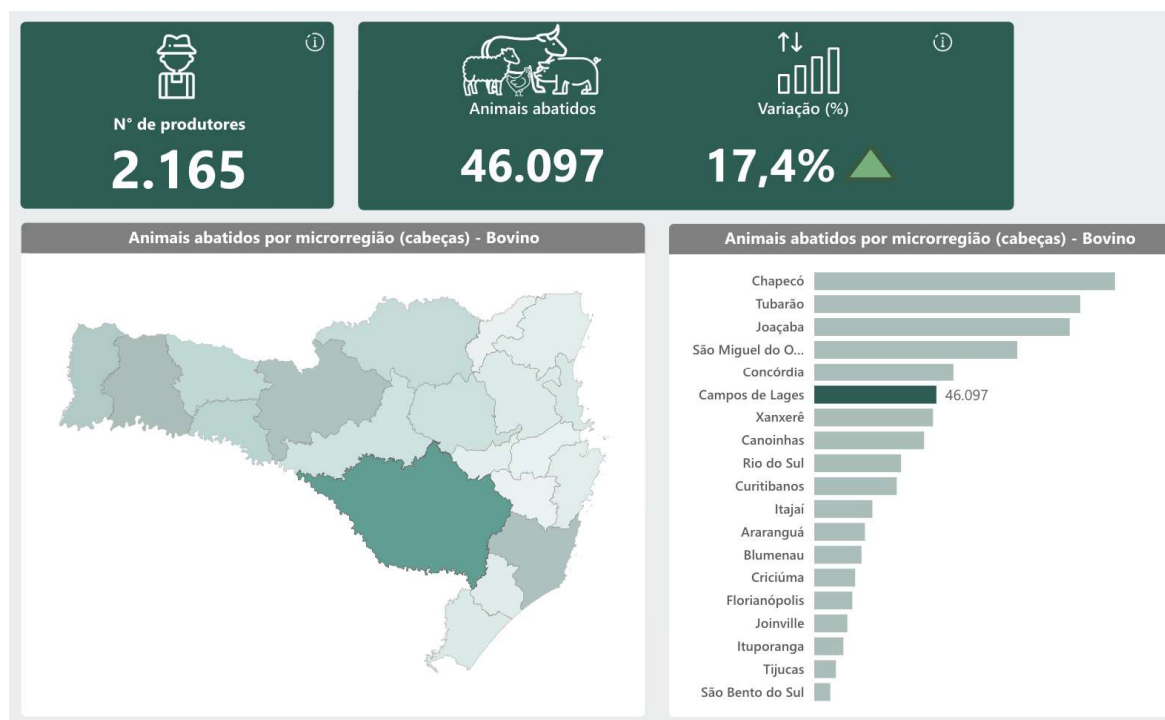 N° de produtores
2.165
Animais abatidos
46.097
Variação (%)
17,4%
Animais abatidos por microrregião (cabeças) - Bovino
Animais abatidos por microrregião (cabeças) - Bovino
Chapecó
Tubarão
Joaçaba
São Miguel do O...
Concórdia
Campos de Lages 46.097
Xanxerê
Canoinhas
Rio do Sul
Curitibanos
Itajaí
Araranguá
Blumenau
Criciúma
Florianópolis
Joinville
Ituporanga
Tijucas
São Bento do Sul